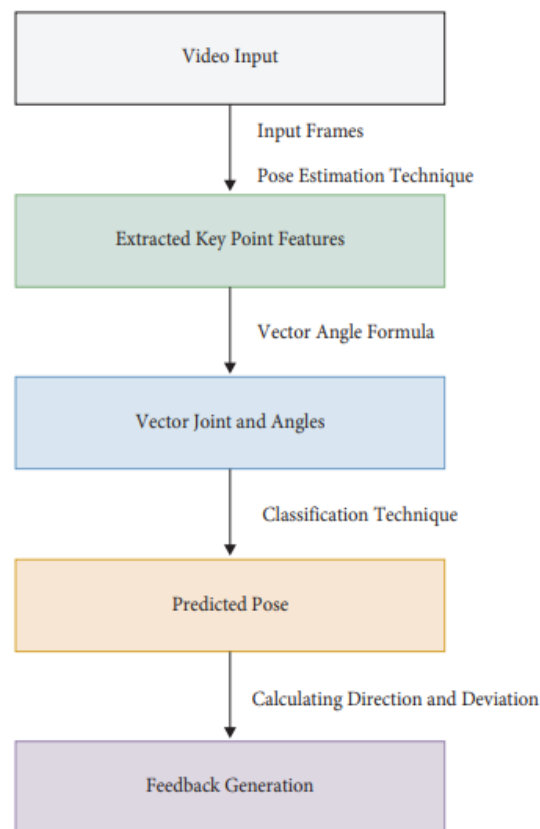 Video Input
Input Frames
Pose Estimation Technique
Extracted Key Point Features
Vector Angle Formula
Vector Joint and Angles
Classification Technique
Predicted Pose
Calculating Direction and Deviation
Feedback Generation